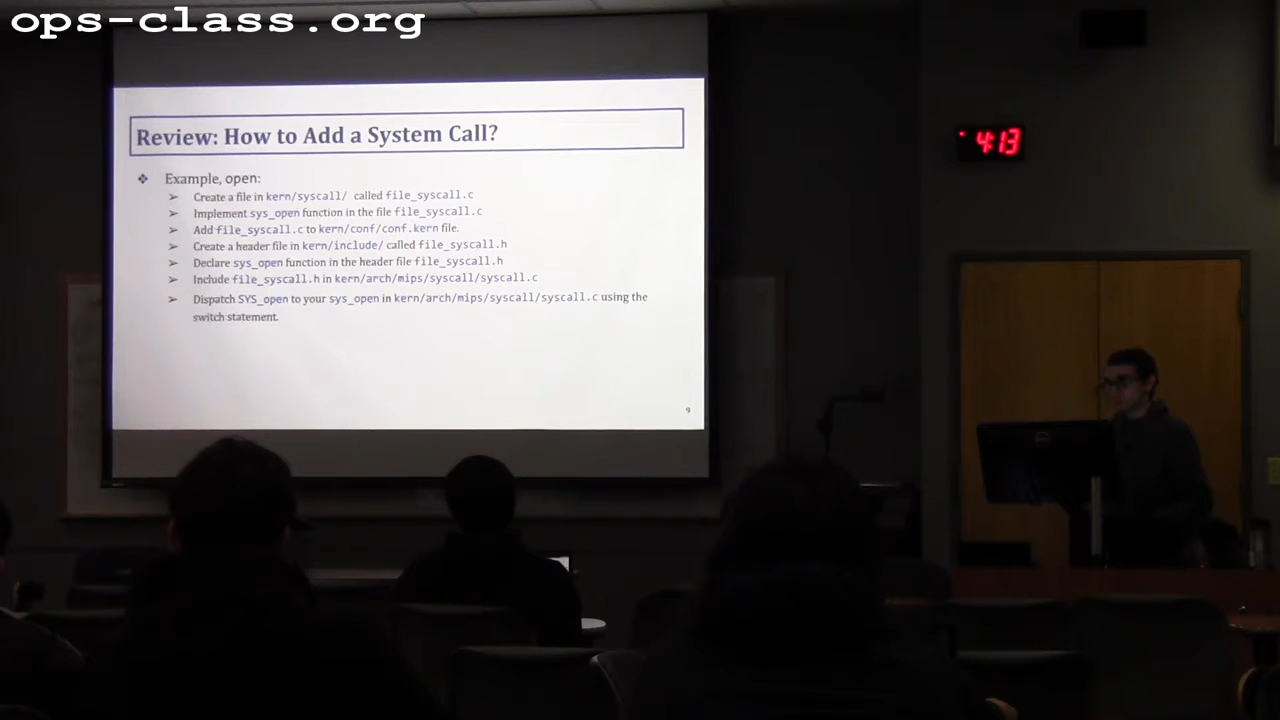 ops-class.org
Review: How to Add a System Call?
4:13
❖ Example, open:
➢ Create a file in kern/syscall/ called file_syscall.c
➢ Implement sys_open function in the file file_syscall.c
➢ Add file_syscall.c to kern/conf/conf.kern file.
➢ Create a header file in kern/include/ called file_syscall.h
➢ Declare sys_open function in the header file file_syscall.h
➢ Include file_syscall.h in kern/arch/mips/syscall/syscall.c
➢ Dispatch SYS_open to your sys_open in kern/arch/mips/syscall/syscall.c using the
switch statement.
9